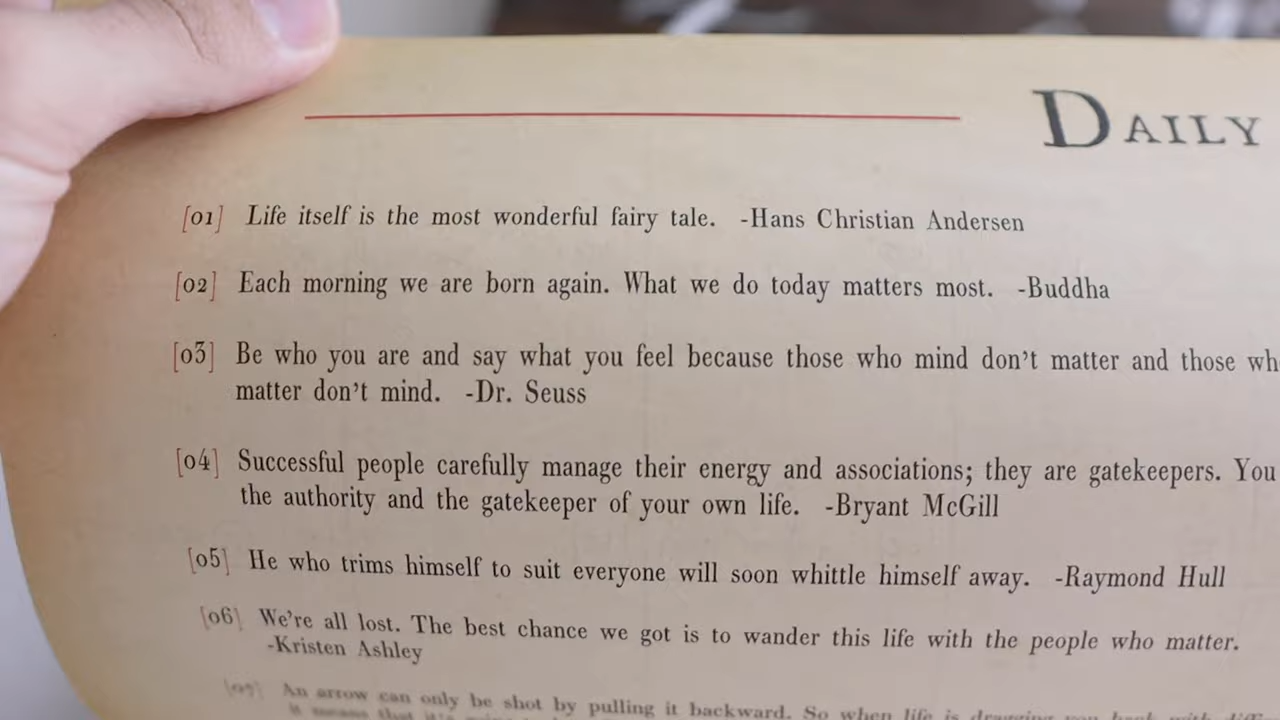 DAILY
[01] Life itself is the most wonderful fairy tale. -Hans Christian Andersen
[02] Each morning we are born again. What we do today matters most. -Buddha
[03] Be who you are and say what you feel because those who mind don't matter and those
matter don't mind. -Dr. Seuss
[04] Successful people carefully manage their energy and associations; they are gatekeepers. You
the authority and the gatekeeper of your own life. -Bryant McGill
[05] He who trims himself to suit everyone will soon whittle himself away. -Raymond Hull
[06] We're all lost. The best chance we got is to wander this life with the people who matter.
-Kristen Ashley
[07] An arrow can only be shot by pulling it backward. So when life is dragging you back with
it means that it's